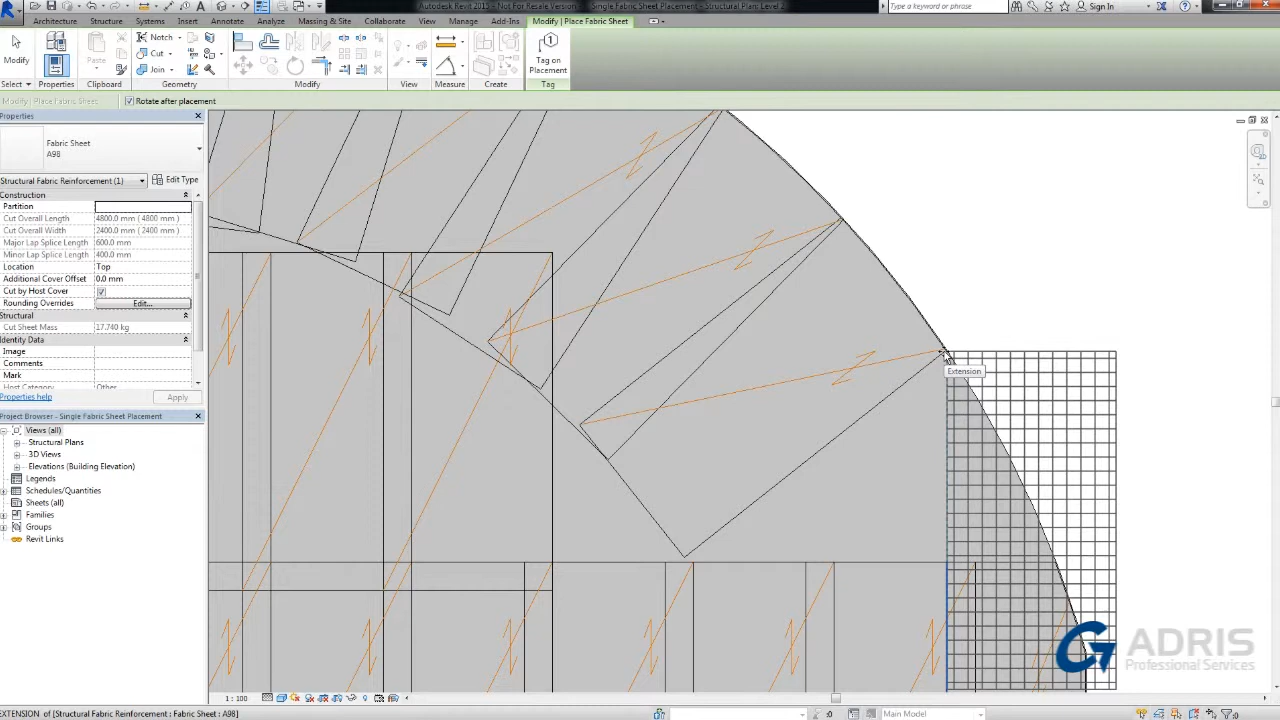 Autodesk Revit 2015 - Not For Resale Version - Single Fabric Sheet Placement - Structural Plan: Level 2
Type a keyword or phrase
Sign In
Architecture Structure Systems Insert Annotate Analyze Massing & Site Collaborate View Manage Add-Ins Modify | Place Fabric Sheet
Modify
Properties
Paste
Notch
Cut
Join
Tag on
Placement
Select Properties Clipboard Geometry Modify View Measure Create Tag
Modify | Place Fabric Sheet
Rotate after placement
Properties
Fabric Sheet
A98
Structural Fabric Reinforcement (1) Edit Type
Construction
Partition
Cut Overall Length 4800.0 mm ( 4800 mm )
Cut Overall Width 2400.0 mm ( 2400 mm )
Major Lap Splice Length 600.0 mm
Minor Lap Splice Length 400.0 mm
Location Top
Additional Cover Offset 0.0 mm
Cut by Host Cover
Rounding Overrides Edit...
Structural
Cut Sheet Mass 17.740 kg
Identity Data
Image
Comments
Mark
Host Category Other
Properties help Apply
Project Browser - Single Fabric Sheet Placement
Views (all)
Structural Plans
3D Views
Elevations (Building Elevation)
Legends
Schedules/Quantities
Sheets (all)
Families
Groups
Revit Links
Extension
ADRIS
Professional Services
1 : 100
EXTENSION of [Structural Fabric Reinforcement : Fabric Sheet : A98]
:0
Main Model
:0